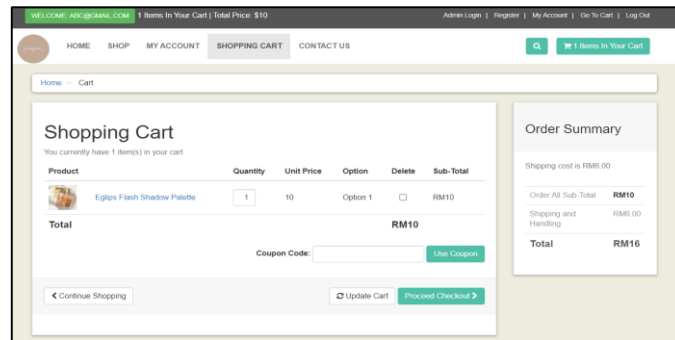 WELCOME: ABC@GMAIL.COM 1 Items In Your Cart | Total Price: $10 Admin Login | Register | My Account | Go To Cart | Log Out
HOME SHOP MY ACCOUNT SHOPPING CART CONTACT US 1 Items In Your Cart
Home > Cart
Shopping Cart
You currently have 1 item(s) in your cart
Product Quantity Unit Price Option Delete Sub-Total
Eglips Flash Shadow Palette 1 10 Option 1 RM10
Total RM10
Coupon Code: Use Coupon
Continue Shopping Update Cart Proceed Checkout
Order Summary
Shipping cost is RM6.00
Order All Sub-Total RM10
Shipping and Handling RM6.00
Total RM16